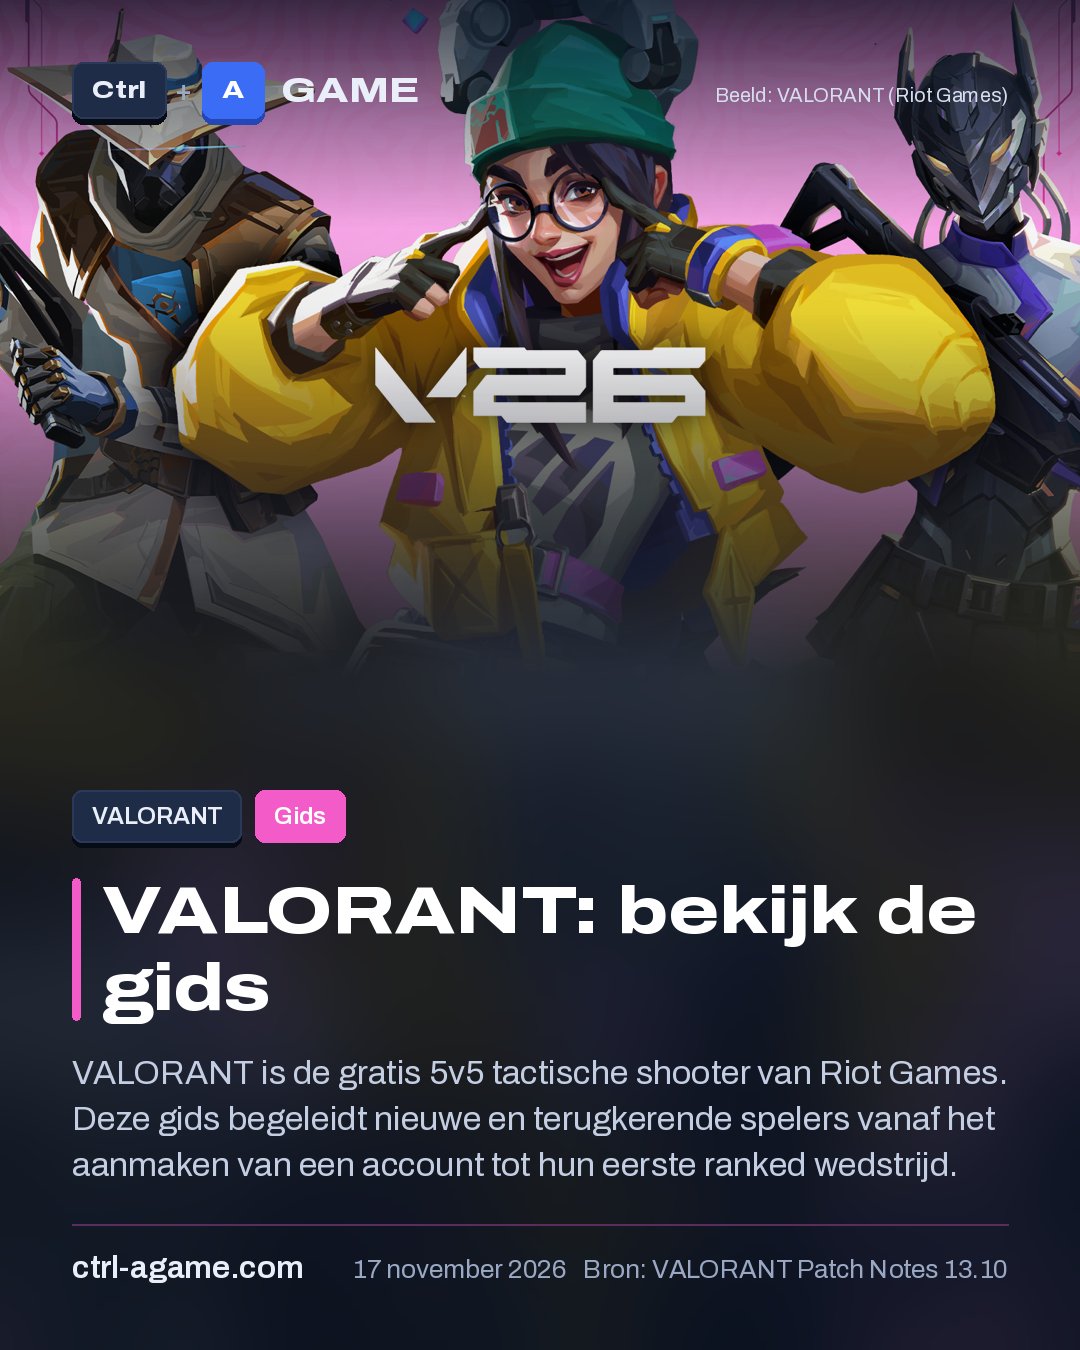 Ctrl + A GAME
Beeld: VALORANT (Riot Games)
V26
VALORANT
Gids
VALORANT: bekijk de
gids
VALORANT is de gratis 5v5 tactische shooter van Riot Games.
Deze gids begeleidt nieuwe en terugkerende spelers vanaf het
aanmaken van een account tot hun eerste ranked wedstrijd.
ctrl-agame.com
17 november 2026 Bron: VALORANT Patch Notes 13.10